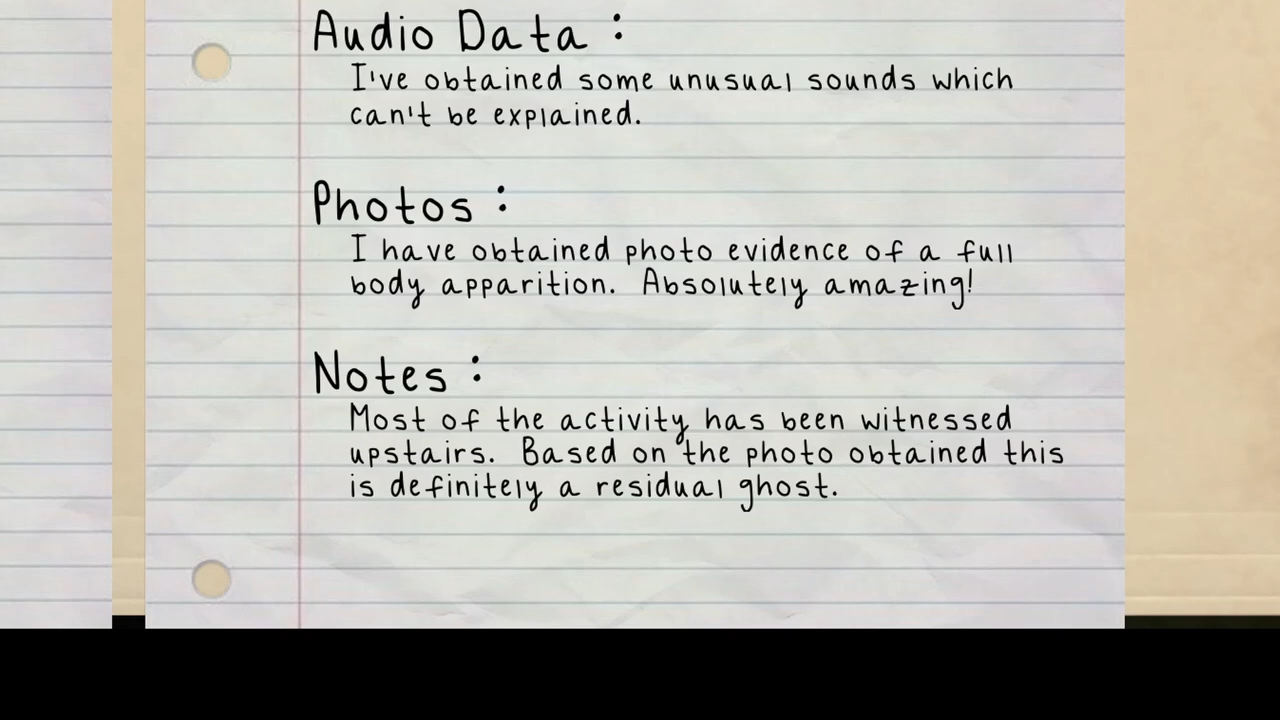 Audio Data :
I've obtained some unusual sounds which
can't be explained.
Photos :
I have obtained photo evidence of a full
body apparition. Absolutely amazing!
Notes :
Most of the activity has been witnessed
upstairs. Based on the photo obtained this
is definitely a residual ghost.